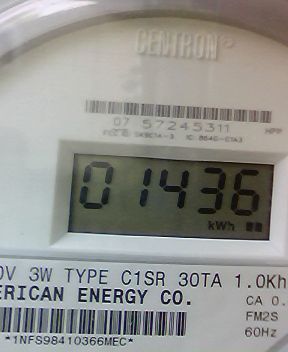 CENTRON
07 57245311
01436
kWh
0V 3W TYPE C1SR 30TA 1.0Kh
ERICAN ENERGY CO.
CA 0.
FM2S
60Hz
*1NFS98410366MEC*